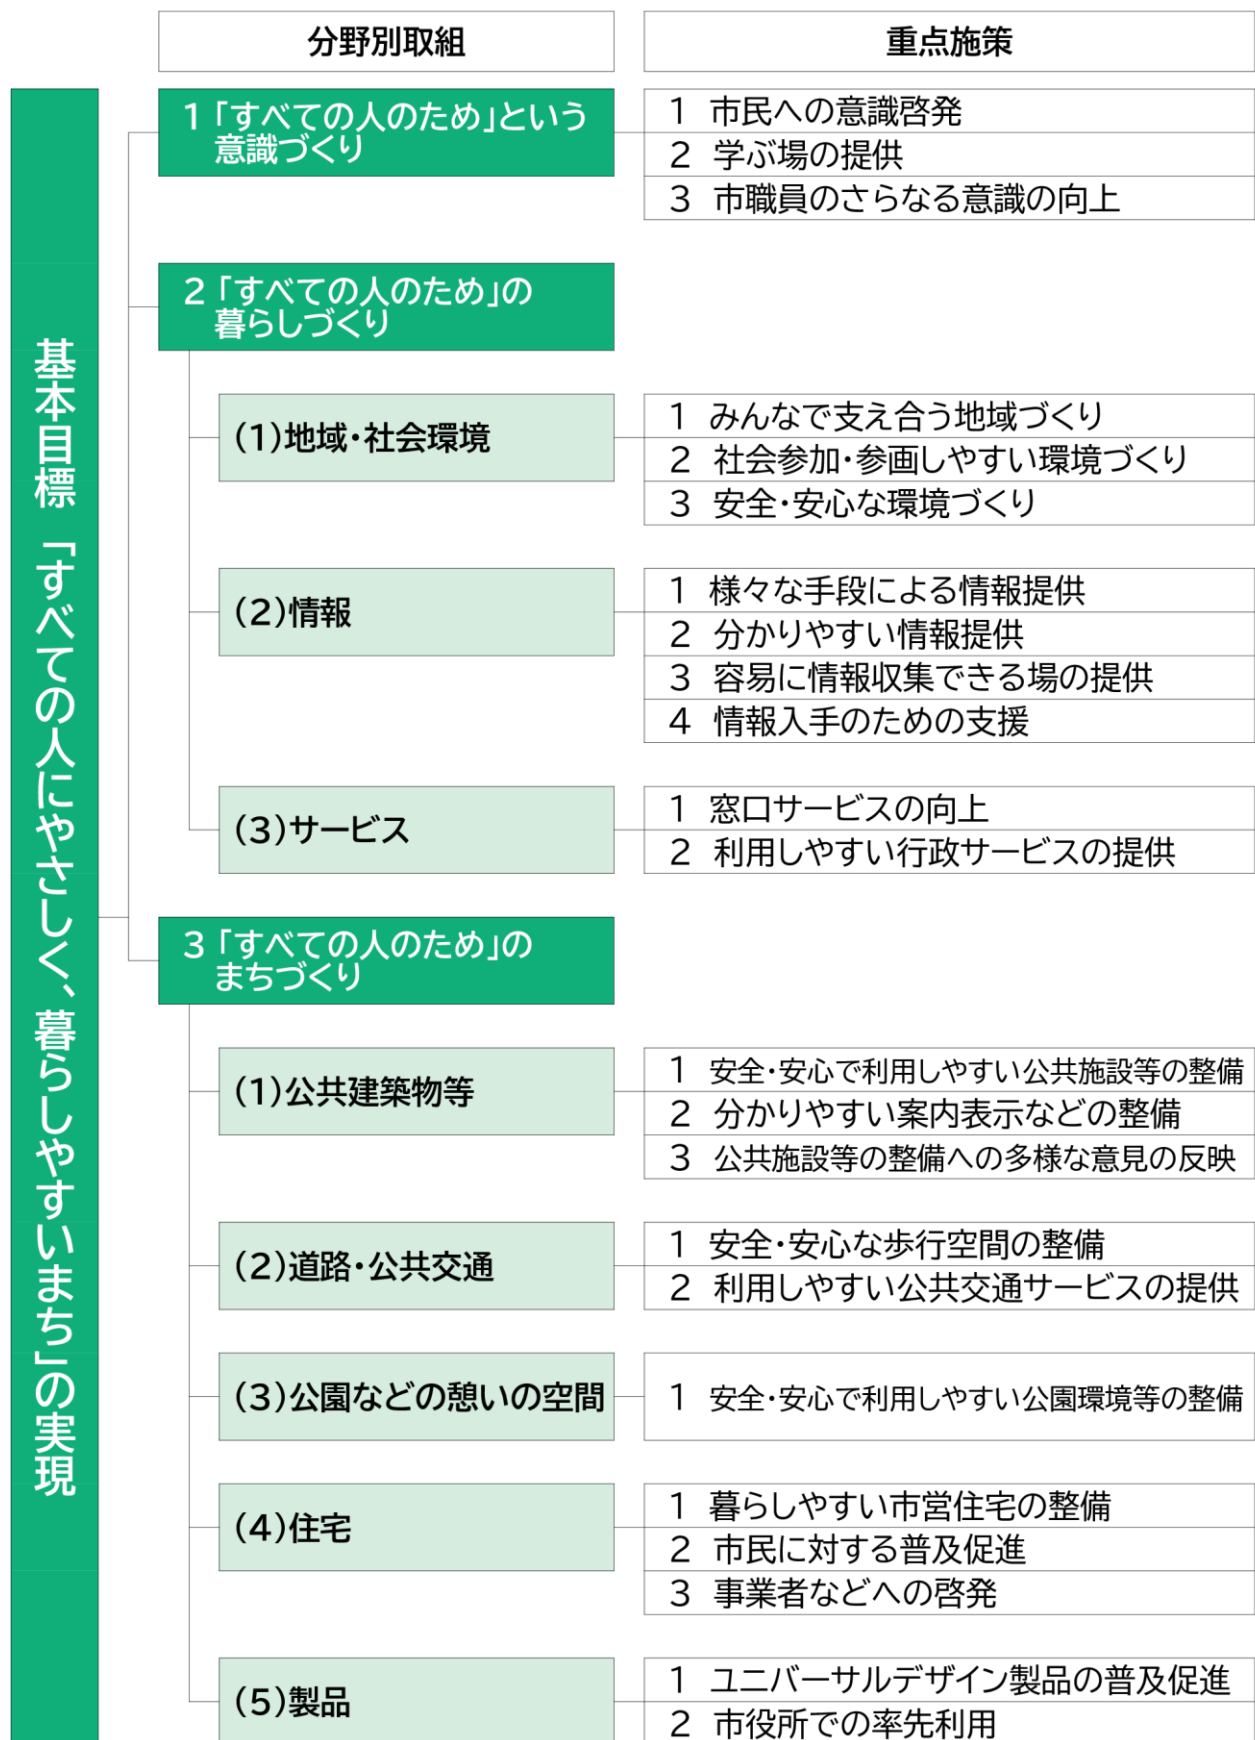 分野別取組
重点施策
基本目標 「すべての人にやさしく、暮らしやすいまち」の実現
1「すべての人のため」という
意識づくり
1 市民への意識啓発
2 学ぶ場の提供
3 市職員のさらなる意識の向上
2「すべての人のため」の
暮らしづくり
(1)地域・社会環境
1 みんなで支え合う地域づくり
2 社会参加・参画しやすい環境づくり
3 安全・安心な環境づくり
(2)情報
1 様々な手段による情報提供
2 分かりやすい情報提供
3 容易に情報収集できる場の提供
4 情報入手のための支援
(3)サービス
1 窓口サービスの向上
2 利用しやすい行政サービスの提供
3「すべての人のため」の
まちづくり
(1)公共建築物等
1 安全・安心で利用しやすい公共施設等の整備
2 分かりやすい案内表示などの整備
3 公共施設等の整備への多様な意見の反映
(2)道路・公共交通
1 安全・安心な歩行空間の整備
2 利用しやすい公共交通サービスの提供
(3)公園などの憩いの空間
1 安全・安心で利用しやすい公園環境等の整備
(4)住宅
1 暮らしやすい市営住宅の整備
2 市民に対する普及促進
3 事業者などへの啓発
(5)製品
1 ユニバーサルデザイン製品の普及促進
2 市役所での率先利用